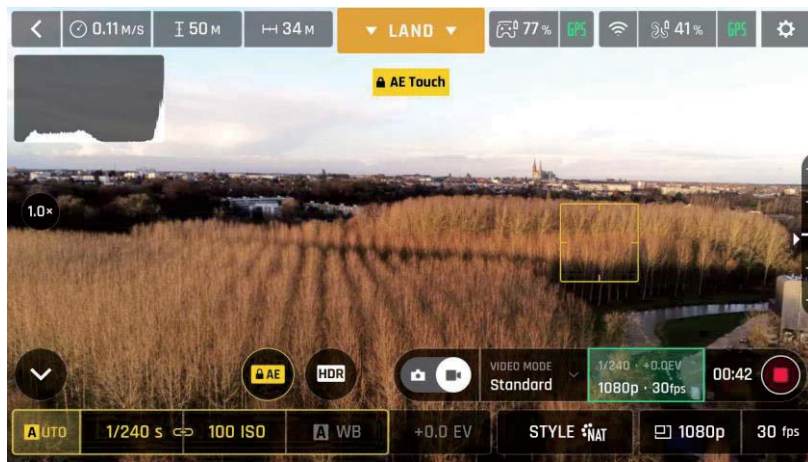 0.11 M/S
50 M
34 M
LAND
77 %
GPS
41 %
GPS
AE Touch
1.0×
AE
HDR
VIDEO MODE
Standard
1/240 · +0.0EV
1080p · 30fps
00:42
AUTO
1/240 s
100 ISO
A WB
+0.0 EV
STYLE NAT
1080p
30 fps